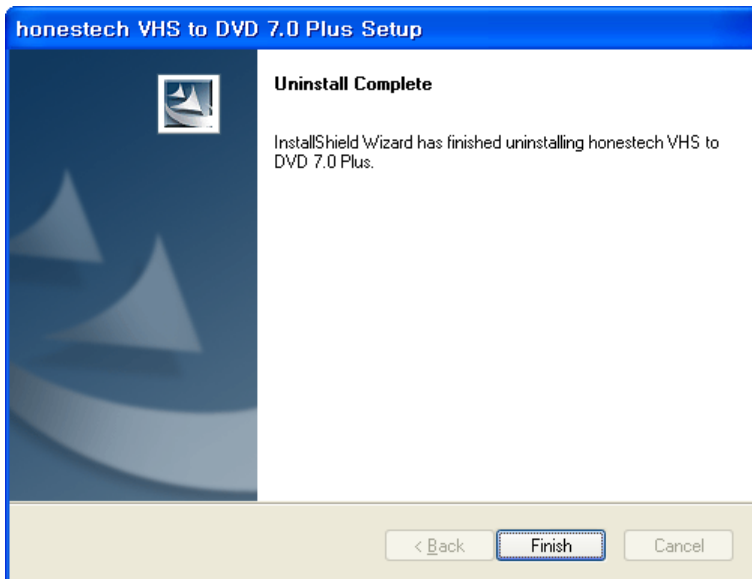 honestech VHS to DVD 7.0 Plus Setup
Uninstall Complete
InstallShield Wizard has finished uninstalling honestech VHS to
DVD 7.0 Plus.
< Back Finish Cancel